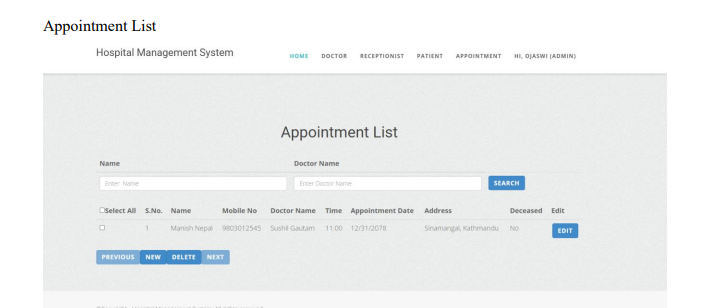 Appointment List
Hospital Management System HOME DOCTOR RECEPTIONIST PATIENT APPOINTMENT HI, OJASWI (ADMIN)
Appointment List
Name Doctor Name
Enter Name Enter Doctor Name SEARCH
Select All S.No. Name Mobile No Doctor Name Time Appointment Date Address Deceased Edit
1 Manish Nepal 9803012545 Sushil Gautam 11:00 12/31/2078 Sinamangal, Kathmandu No EDIT
PREVIOUS NEW DELETE NEXT